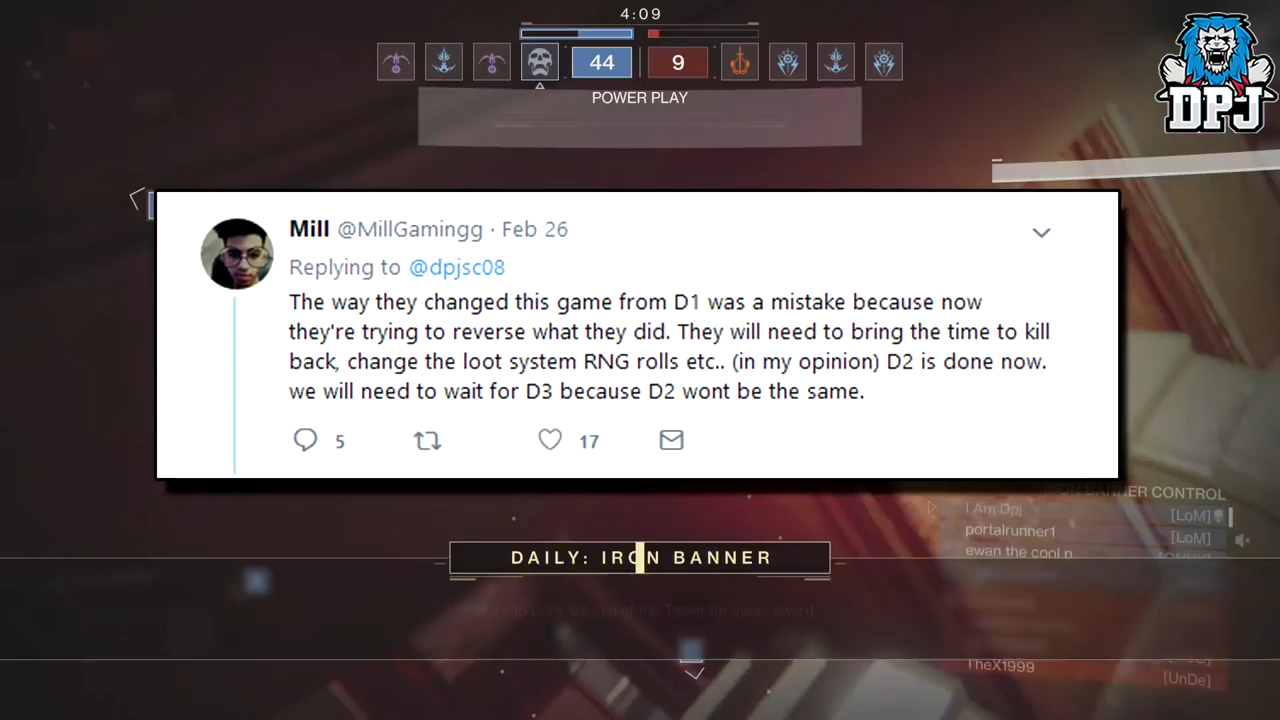 4:09
44
9
POWER PLAY
DPJ
Mill @MillGamingg · Feb 26
Replying to @dpjsc08
The way they changed this game from D1 was a mistake because now
they're trying to reverse what they did. They will need to bring the time to kill
back, change the loot system RNG rolls etc.. (in my opinion) D2 is done now.
we will need to wait for D3 because D2 wont be the same.
5
17
BANNER CONTROL
I Am Dpj [LoM]
portalrunner1 [LoM]
ewan the cool n
DAILY: IRON BANNER
TheX1999
[UnDe]